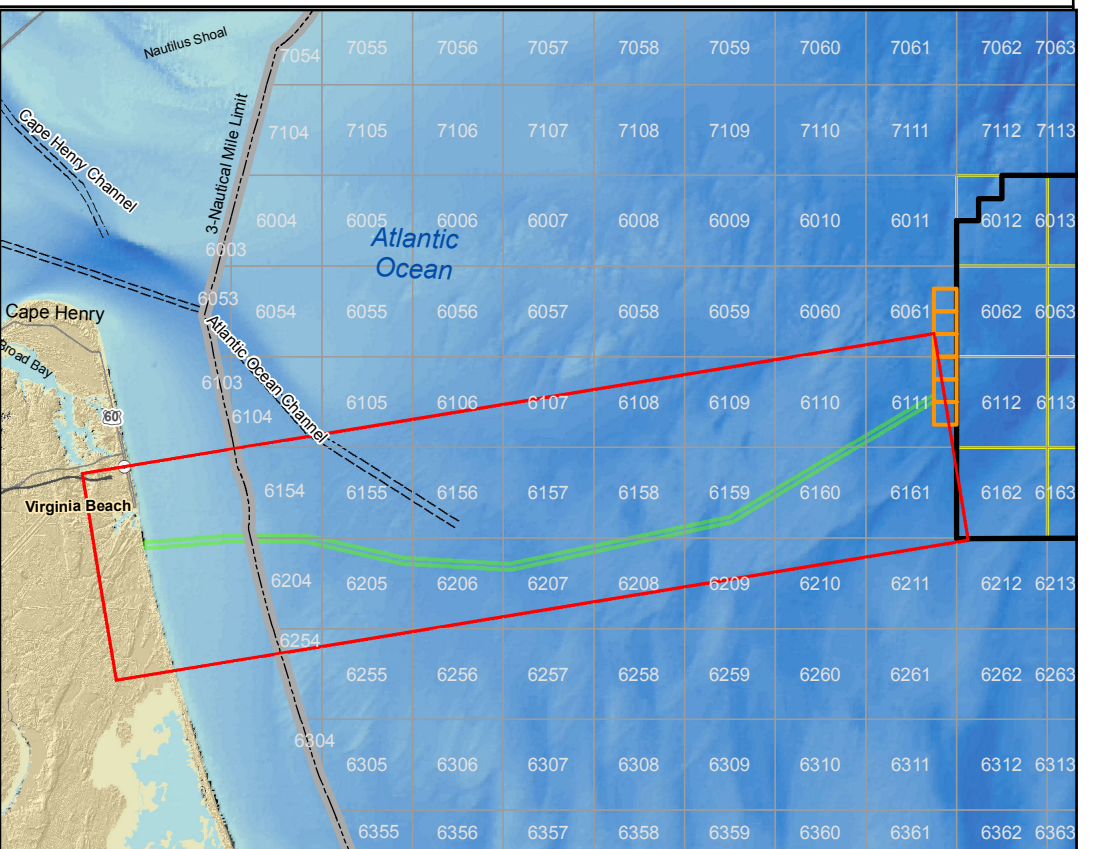 Nautilus Shoal
7054 7055 7056 7057 7058 7059 7060 7061 7062 7063
Cape Henry Channel
3-Nautical Mile Limit
7104 7105 7106 7107 7108 7109 7110 7111 7112 7113
6003 6004 6005 6006 6007 6008 6009 6010 6011 6012 6013
Atlantic
Ocean
6053 6054 6055 6056 6057 6058 6059 6060 6061 6062 6063
Cape Henry
Broad Bay
Atlantic Ocean Channel
60
6103 6104 6105 6106 6107 6108 6109 6110 6111 6112 6113
Virginia Beach
6154 6155 6156 6157 6158 6159 6160 6161 6162 6163
6204 6205 6206 6207 6208 6209 6210 6211 6212 6213
6254 6255 6256 6257 6258 6259 6260 6261 6262 6263
6304 6305 6306 6307 6308 6309 6310 6311 6312 6313
6355 6356 6357 6358 6359 6360 6361 6362 6363